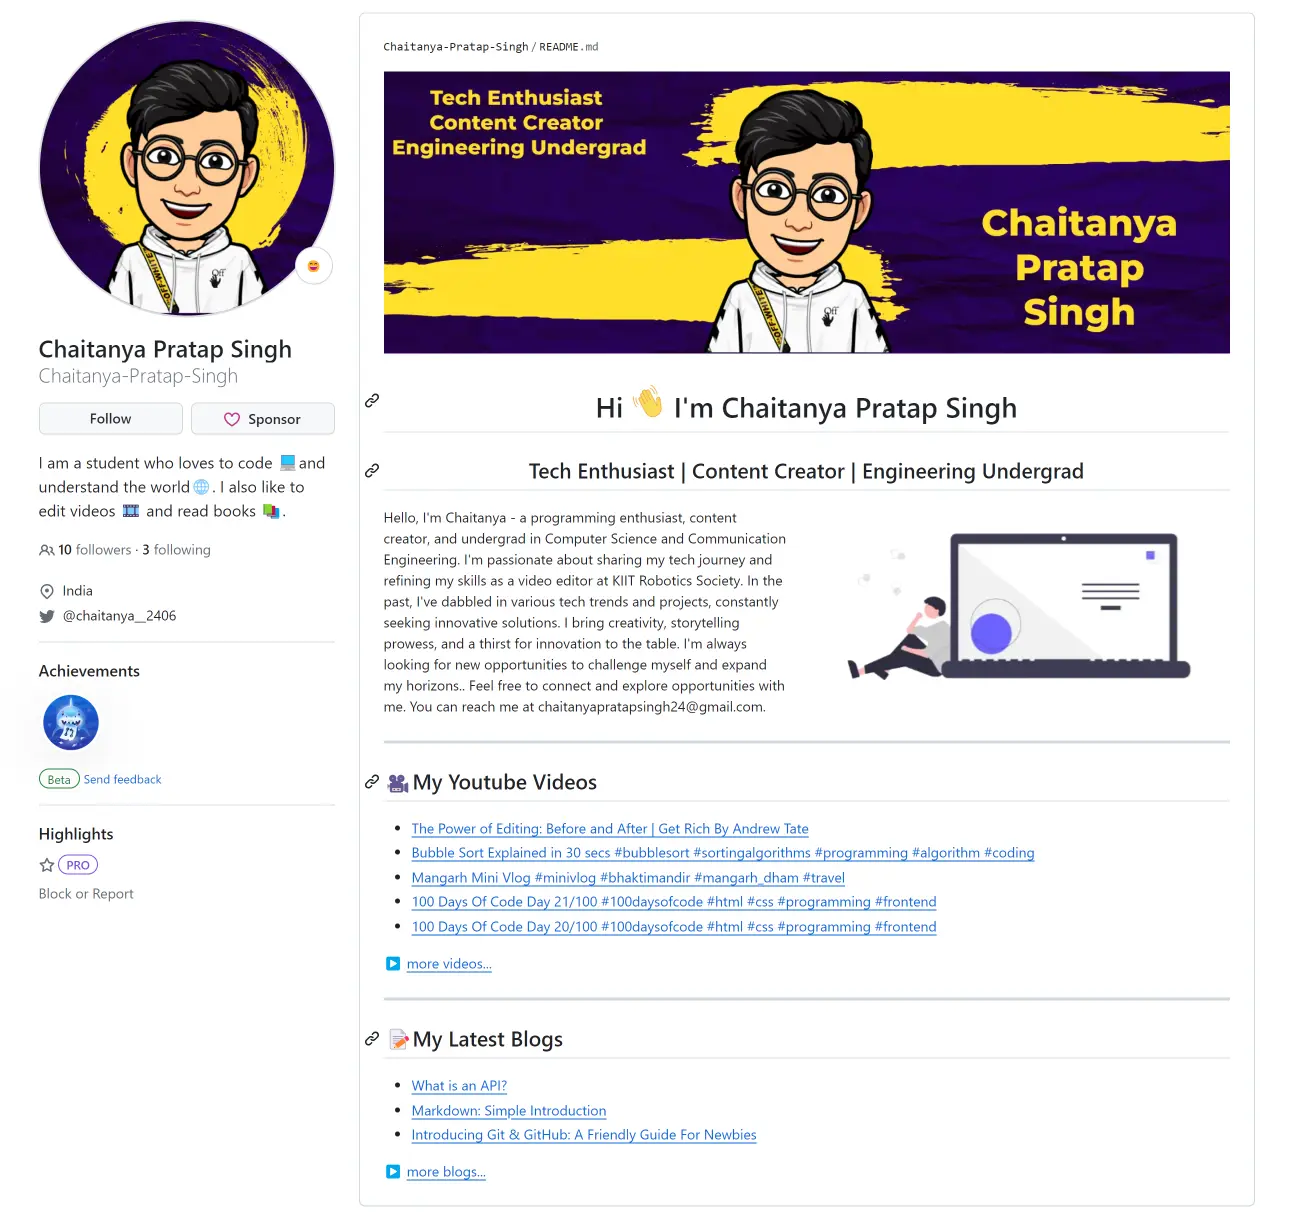 Chaitanya Pratap Singh
Chaitanya-Pratap-Singh
Follow
Sponsor
I am a student who loves to code 💻 and
understand the world 🌐. I also like to
edit videos 🎞️ and read books 📚.
10 followers · 3 following
India
@chaitanya__2406
Achievements
Beta Send feedback
Highlights
PRO
Block or Report
Chaitanya-Pratap-Singh / README.md
Tech Enthusiast
Content Creator
Engineering Undergrad
Chaitanya
Pratap
Singh
Off
OFF-WHITE
Hi 👋 I'm Chaitanya Pratap Singh
Tech Enthusiast | Content Creator | Engineering Undergrad
Hello, I'm Chaitanya - a programming enthusiast, content
creator, and undergrad in Computer Science and Communication
Engineering. I'm passionate about sharing my tech journey and
refining my skills as a video editor at KIIT Robotics Society. In the
past, I've dabbled in various tech trends and projects, constantly
seeking innovative solutions. I bring creativity, storytelling
prowess, and a thirst for innovation to the table. I'm always
looking for new opportunities to challenge myself and expand
my horizons.. Feel free to connect and explore opportunities with
me. You can reach me at chaitanyapratapsingh24@gmail.com.
🎥 My Youtube Videos
The Power of Editing: Before and After | Get Rich By Andrew Tate
Bubble Sort Explained in 30 secs #bubblesort #sortingalgorithms #programming #algorithm #coding
Mangarh Mini Vlog #minivlog #bhaktimandir #mangarh_dham #travel
100 Days Of Code Day 21/100 #100daysofcode #html #css #programming #frontend
100 Days Of Code Day 20/100 #100daysofcode #html #css #programming #frontend
▶️ more videos...
📝 My Latest Blogs
What is an API?
Markdown: Simple Introduction
Introducing Git & GitHub: A Friendly Guide For Newbies
▶️ more blogs...